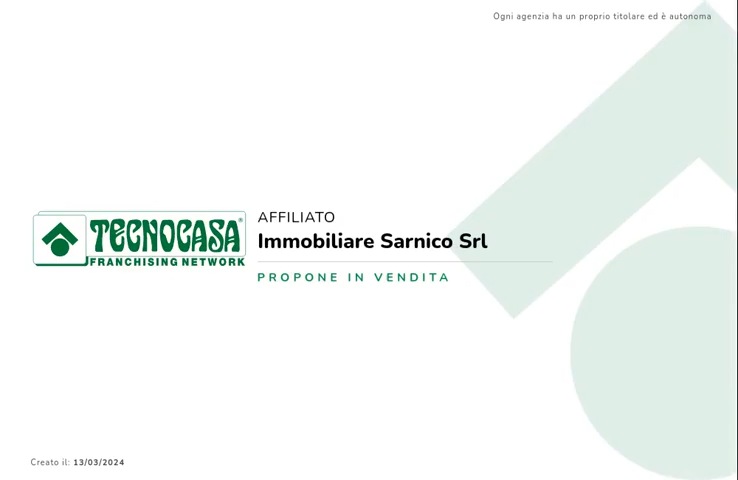 Ogni agenzia ha un proprio titolare ed è autonoma
TECNOCASA®
FRANCHISING NETWORK
AFFILIATO
Immobiliare Sarnico Srl
PROPONE IN VENDITA
Creato il: 13/03/2024